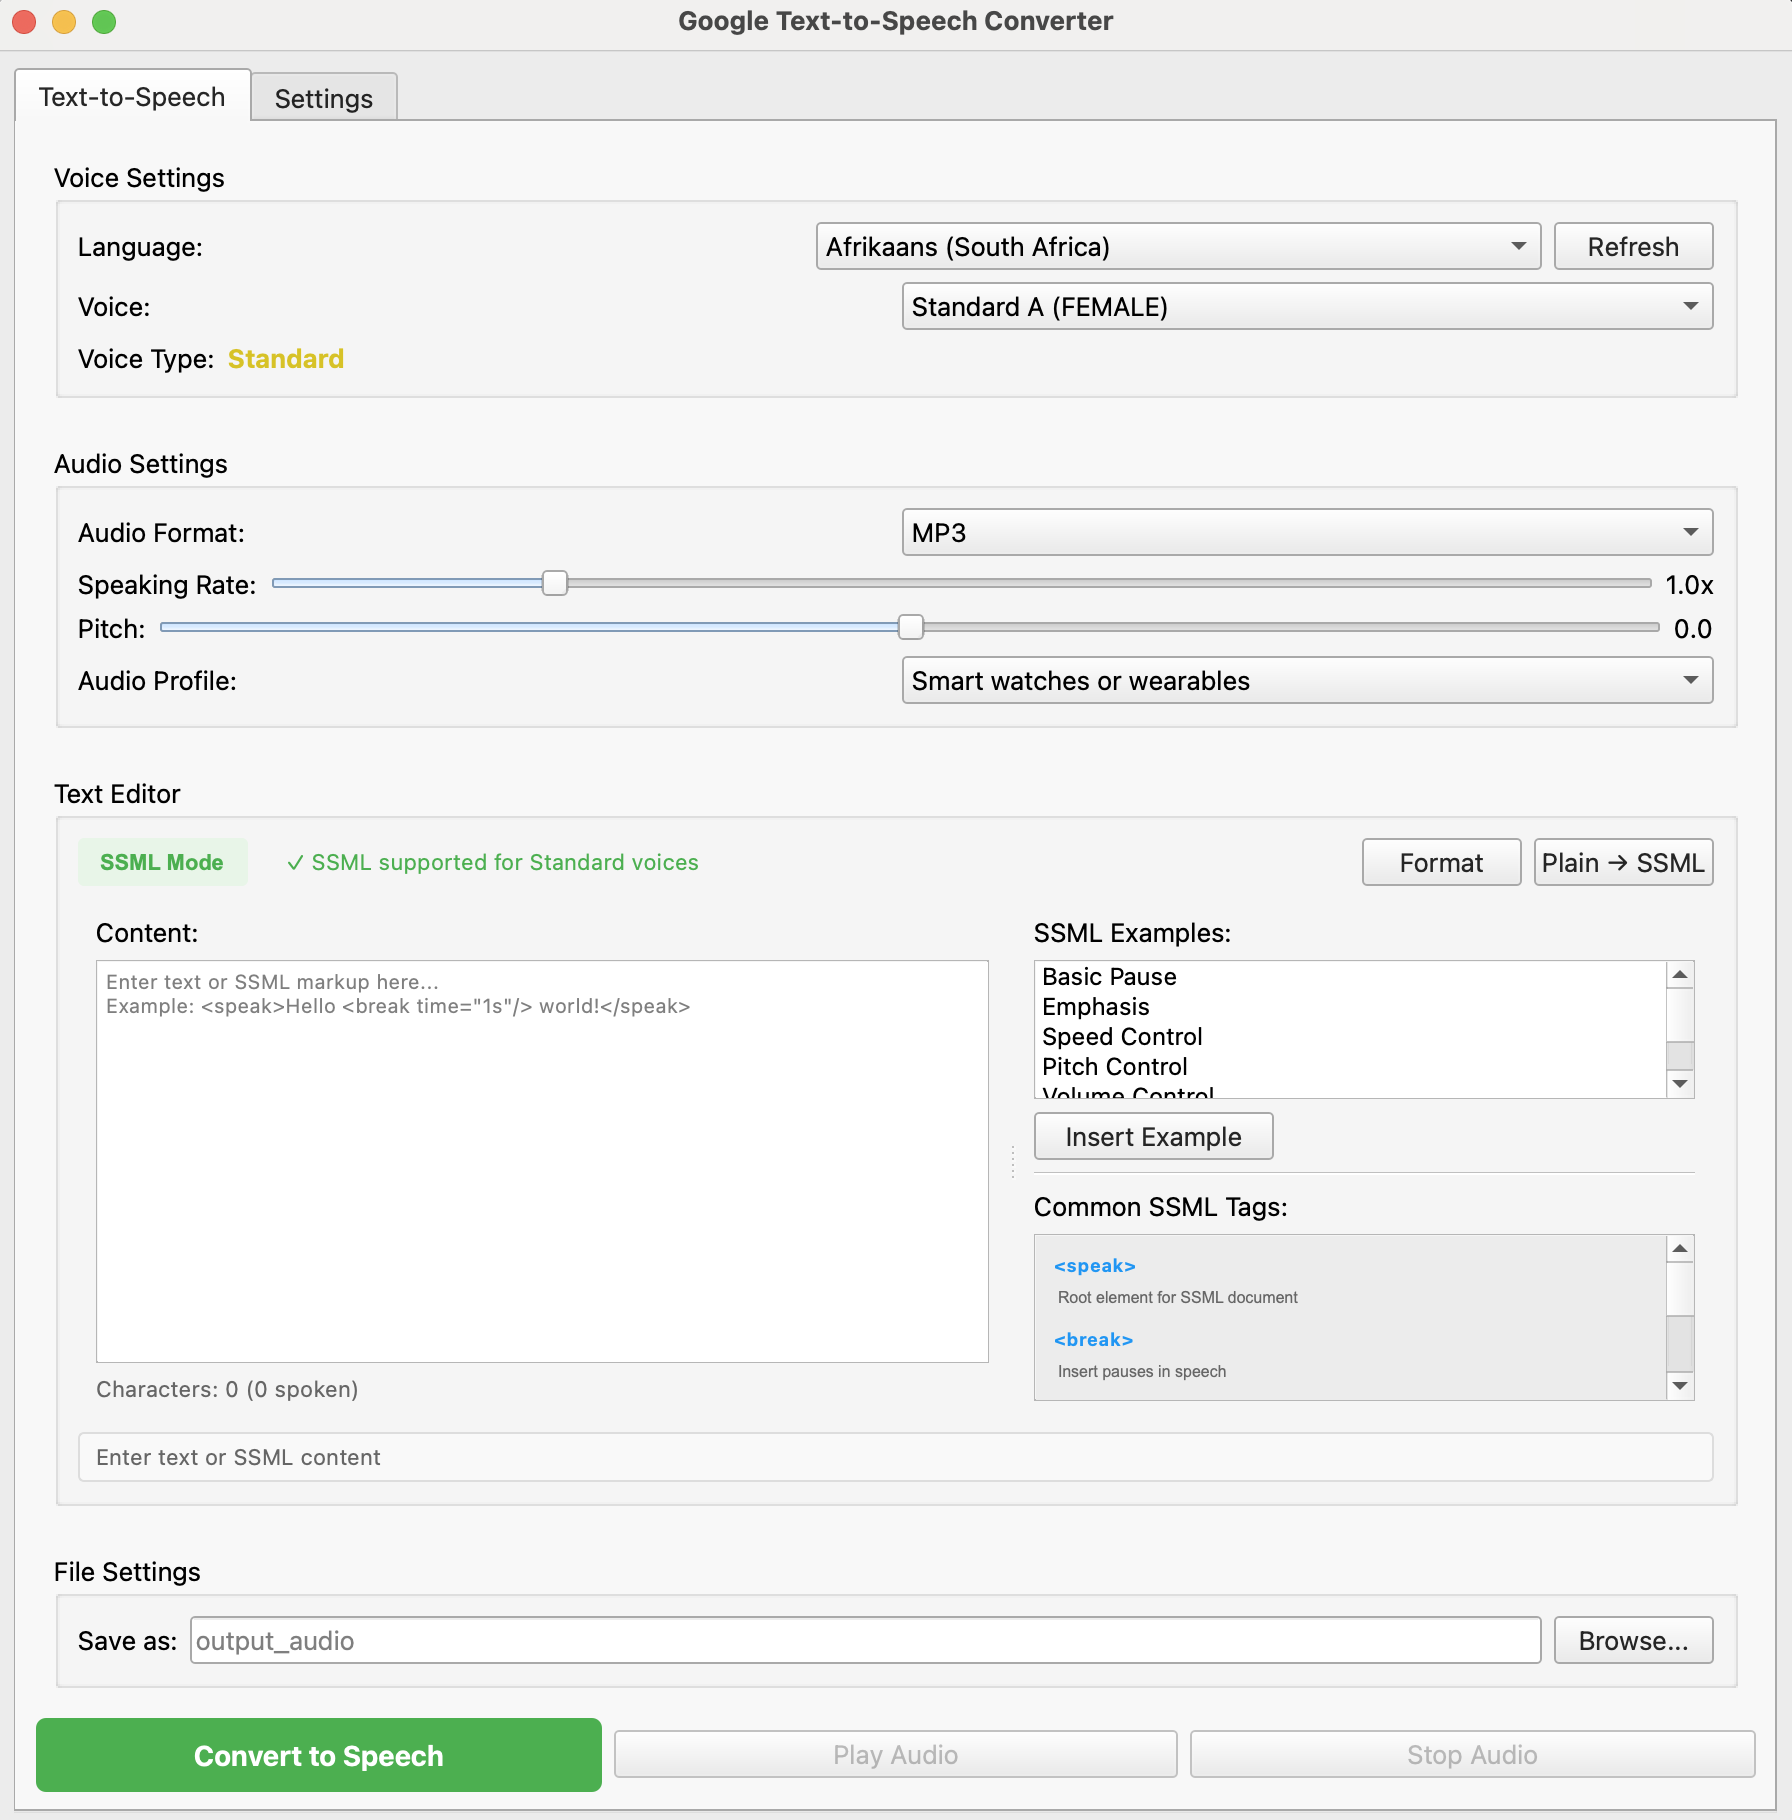 Google Text-to-Speech Converter
Text-to-Speech
Settings
Voice Settings
Language:
Afrikaans (South Africa)
Refresh
Voice:
Standard A (FEMALE)
Voice Type: Standard
Audio Settings
Audio Format:
MP3
Speaking Rate:
1.0x
Pitch:
0.0
Audio Profile:
Smart watches or wearables
Text Editor
SSML Mode
✓ SSML supported for Standard voices
Format
Plain → SSML
Content:
Enter text or SSML markup here...
Example: <speak>Hello <break time="1s"/> world!</speak>
Characters: 0 (0 spoken)
SSML Examples:
Basic Pause
Emphasis
Speed Control
Pitch Control
Volume Control
Insert Example
Common SSML Tags:
<speak>
Root element for SSML document
<break>
Insert pauses in speech
Enter text or SSML content
File Settings
Save as:
output_audio
Browse...
Convert to Speech
Play Audio
Stop Audio